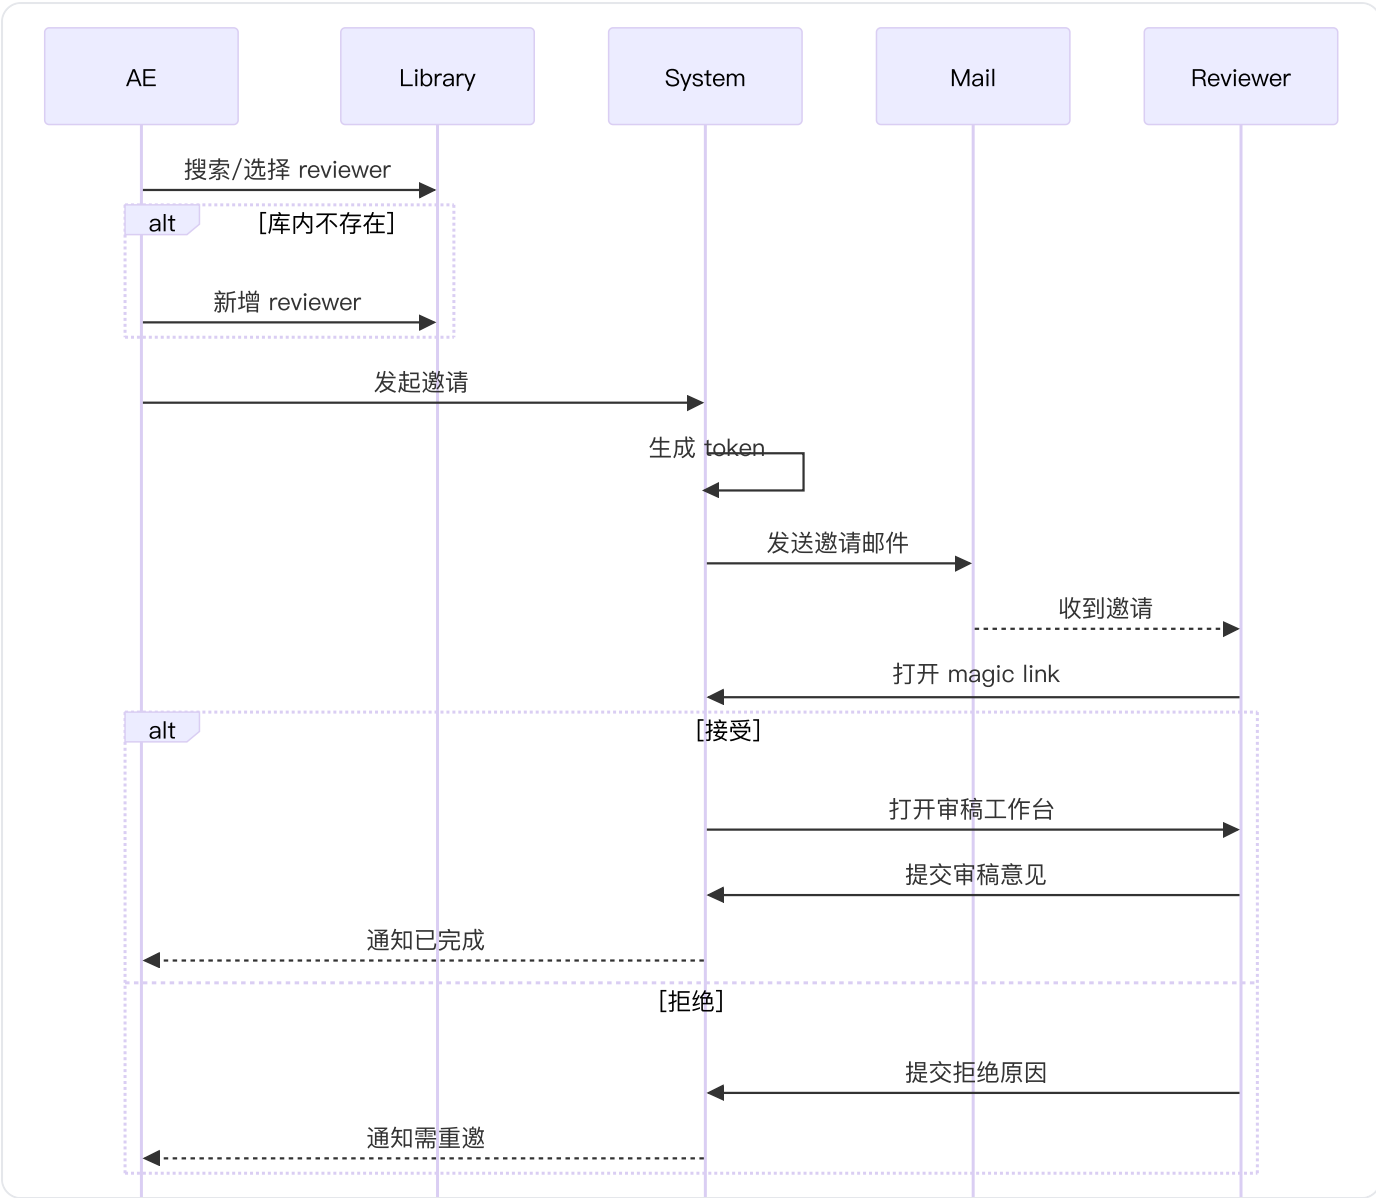 AE
Library
System
Mail
Reviewer
搜索/选择 reviewer
alt
[库内不存在]
新增 reviewer
发起邀请
生成 token
发送邀请邮件
收到邀请
打开 magic link
alt
[接受]
打开审稿工作台
提交审稿意见
通知已完成
[拒绝]
提交拒绝原因
通知需重邀